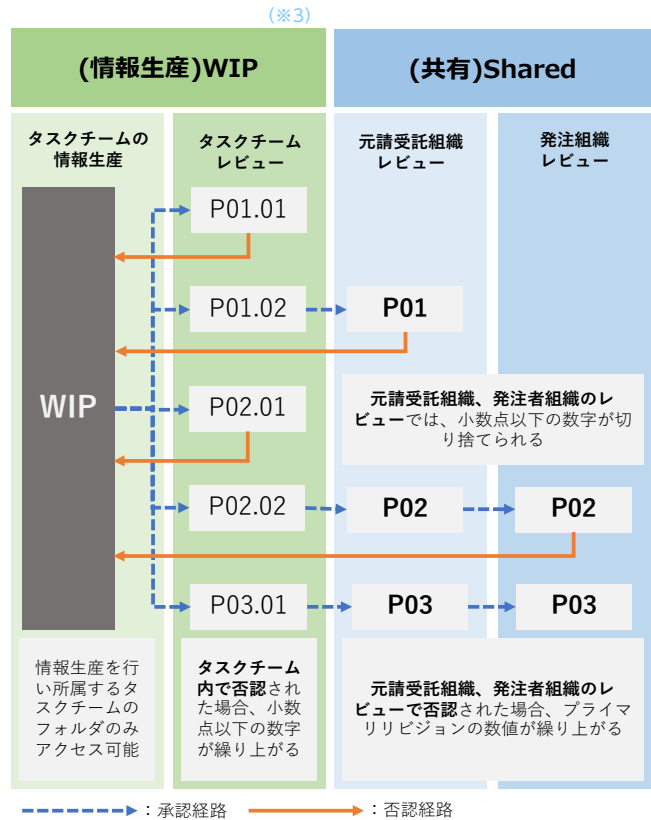 (※3)
(情報生産)WIP
(共有)Shared
タスクチームの
情報生産
タスクチーム
レビュー
元請受託組織
レビュー
発注組織
レビュー
WIP
P01.01
P01.02
P01
P02.01
元請受託組織、発注者組織のレ
ビューでは、小数点以下の数字が切
り捨てられる
P02.02
P02
P02
P03.01
P03
P03
情報生産を行
い所属するタ
スクチームの
フォルダのみ
アクセス可能
タスクチーム
内で否認され
た場合、小数
点以下の数字
が繰り上がる
元請受託組織、発注者組織のレ
ビューで否認された場合、プライマ
リリビジョンの数値が繰り上がる
：承認経路
：否認経路